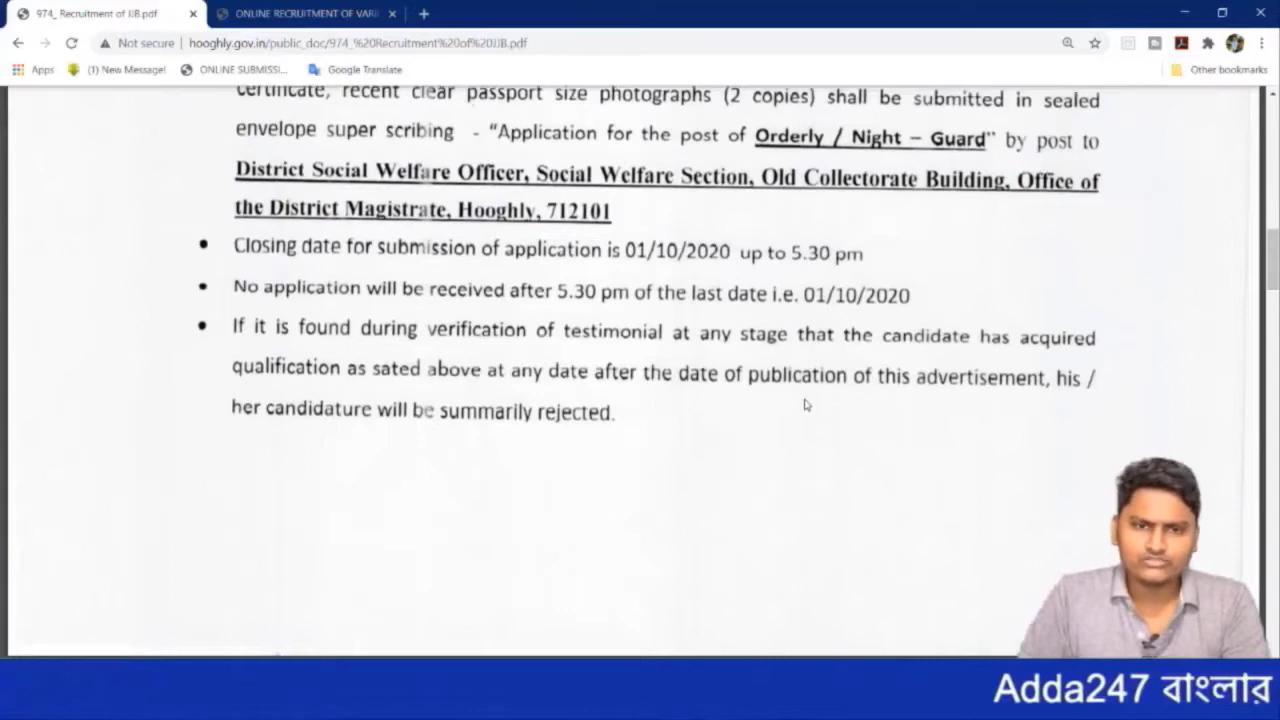 974_ Recruitment of JJB.pdf
ONLINE RECRUITMENT OF VARI
Not secure
hooghly.gov.in/public_doc/974_%20Recruitment%20of%20JJB.pdf
Apps
(1) New Message!
ONLINE SUBMISSI...
Google Translate
Other bookmarks
certificate, recent clear passport size photographs (2 copies) shall be submitted in sealed
envelope super scribing - "Application for the post of Orderly / Night – Guard" by post to
District Social Welfare Officer, Social Welfare Section, Old Collectorate Building, Office of
the District Magistrate, Hooghly, 712101
• Closing date for submission of application is 01/10/2020 up to 5.30 pm
• No application will be received after 5.30 pm of the last date i.e. 01/10/2020
• If it is found during verification of testimonial at any stage that the candidate has acquired
qualification as sated above at any date after the date of publication of this advertisement, his /
her candidature will be summarily rejected.
Adda247 বাংলার